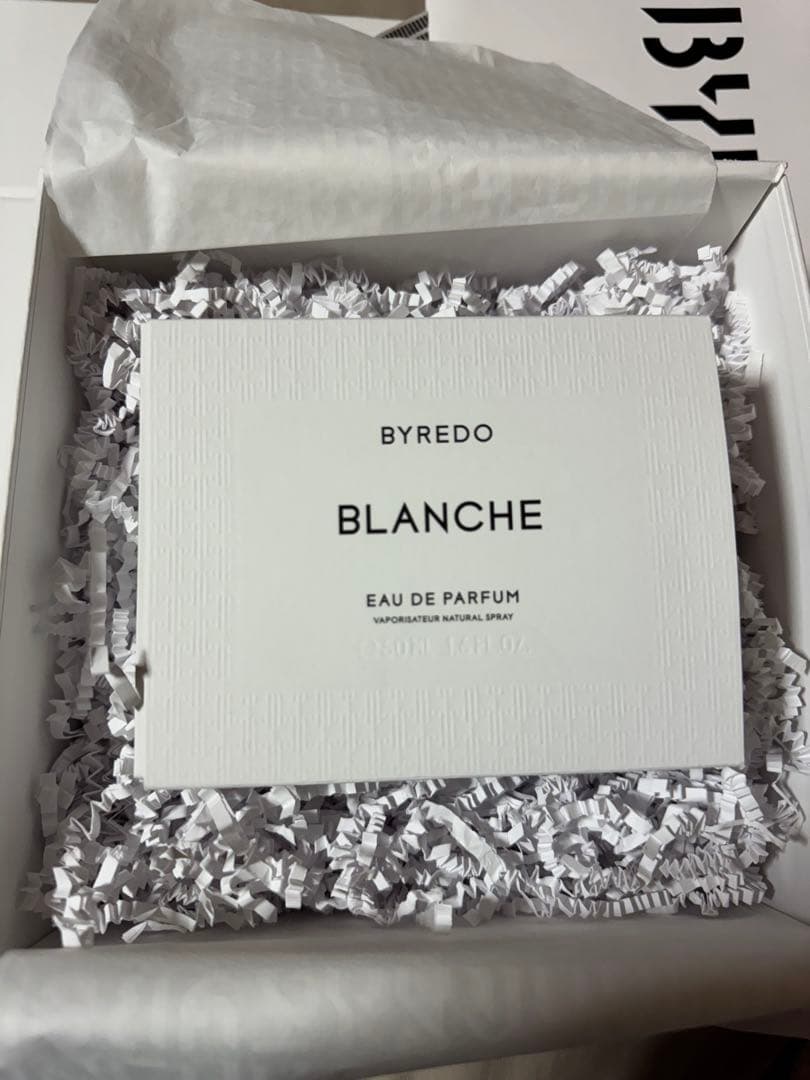 BYREDO
BLANCHE
EAU DE PARFUM
VAPORISATEUR NATURAL SPRAY